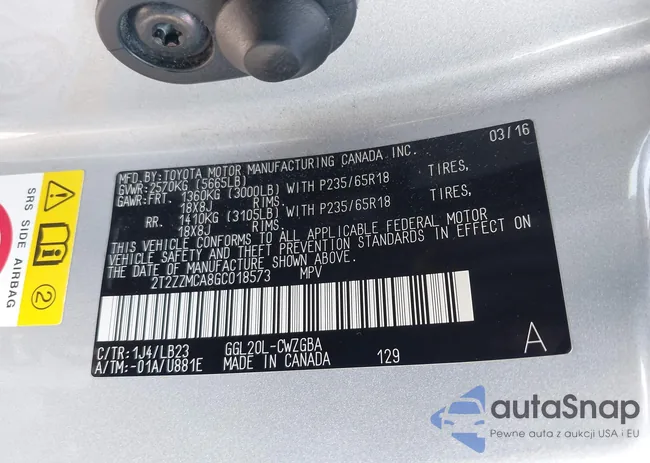 03/16
MFD.BY:TOYOTA MOTOR MANUFACTURING CANADA INC.
GVWR:2570KG (5665LB)
GAWR:FRT. 1360KG (3000LB) WITH P235/65R18 TIRES,
18X8J RIMS.
RR. 1410KG (3105LB) WITH P235/65R18 TIRES,
18X8J RIMS.
THIS VEHICLE CONFORMS TO ALL APPLICABLE FEDERAL MOTOR
VEHICLE SAFETY AND THEFT PREVENTION STANDARDS IN EFFECT
ON THE DATE OF MANUFACTURE SHOWN ABOVE.
2T2ZZMCA8GC018573 MPV
C/TR:1J4/LB23 GGL20L-CWZGBA
A/TM:-01A/U881E MADE IN CANADA 129
A
SRS SIDE AIRBAG
2
autaSnap
Pewne auta z aukcji USA i EU